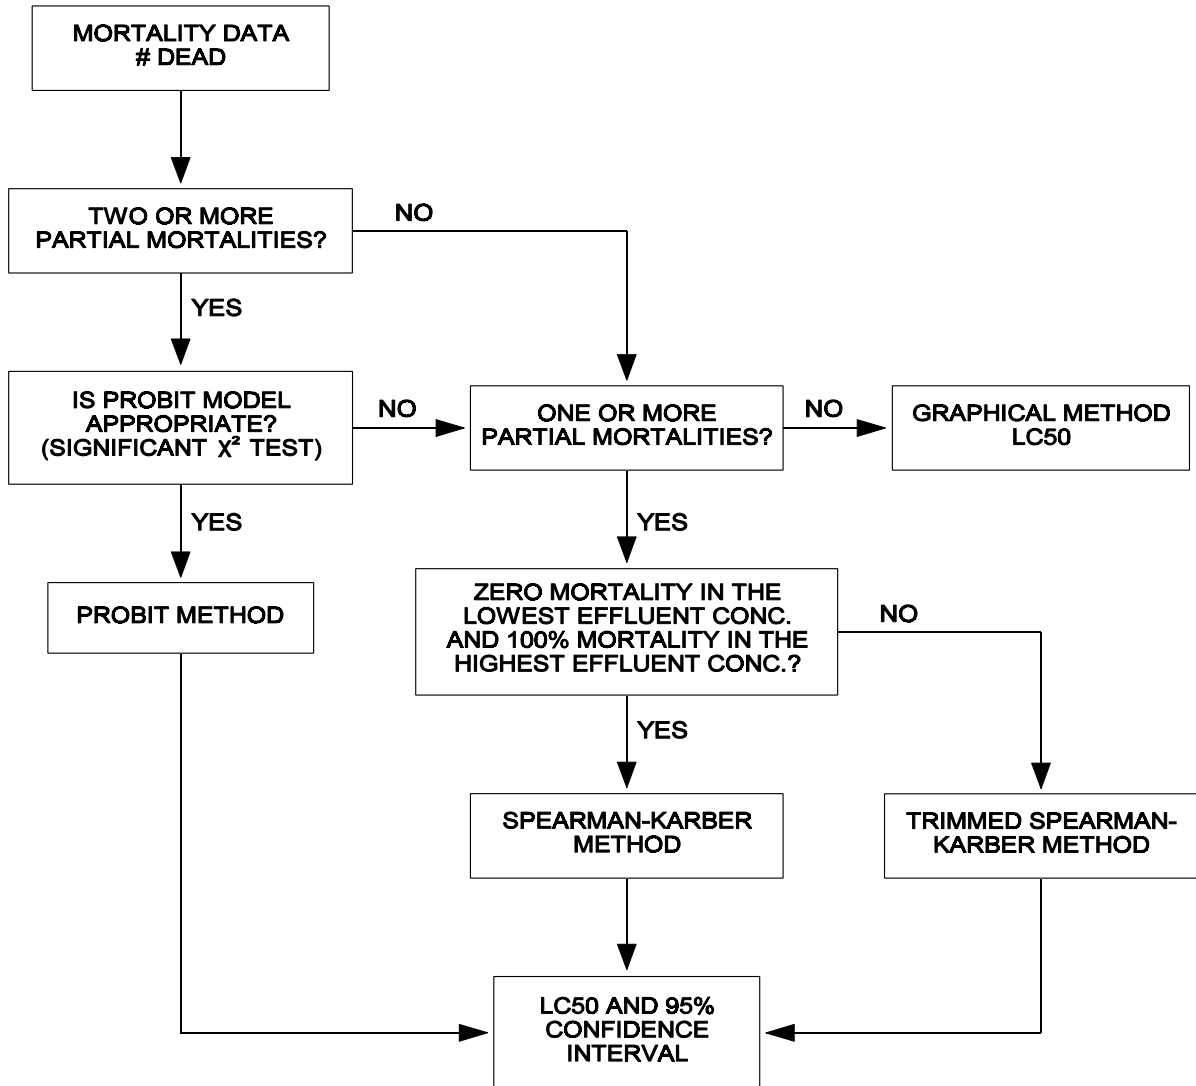 MORTALITY DATA
# DEAD
TWO OR MORE
PARTIAL MORTALITIES?
NO
YES
IS PROBIT MODEL
APPROPRIATE?
(SIGNIFICANT χ² TEST)
NO
ONE OR MORE
PARTIAL MORTALITIES?
NO
GRAPHICAL METHOD
LC50
YES
YES
PROBIT METHOD
ZERO MORTALITY IN THE
LOWEST EFFLUENT CONC.
AND 100% MORTALITY IN THE
HIGHEST EFFLUENT CONC.?
NO
YES
SPEARMAN-KARBER
METHOD
TRIMMED SPEARMAN-
KARBER METHOD
LC50 AND 95%
CONFIDENCE
INTERVAL